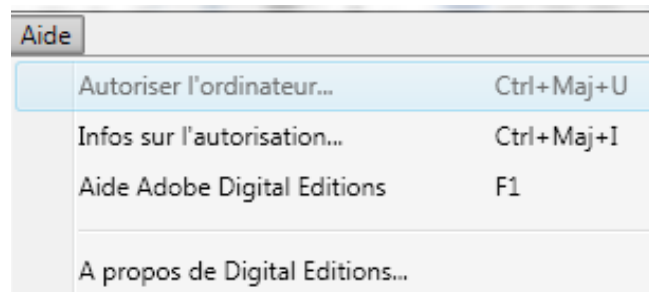 Aide
Autoriser l'ordinateur... Ctrl+Maj+U
Infos sur l'autorisation... Ctrl+Maj+I
Aide Adobe Digital Editions F1
A propos de Digital Editions...